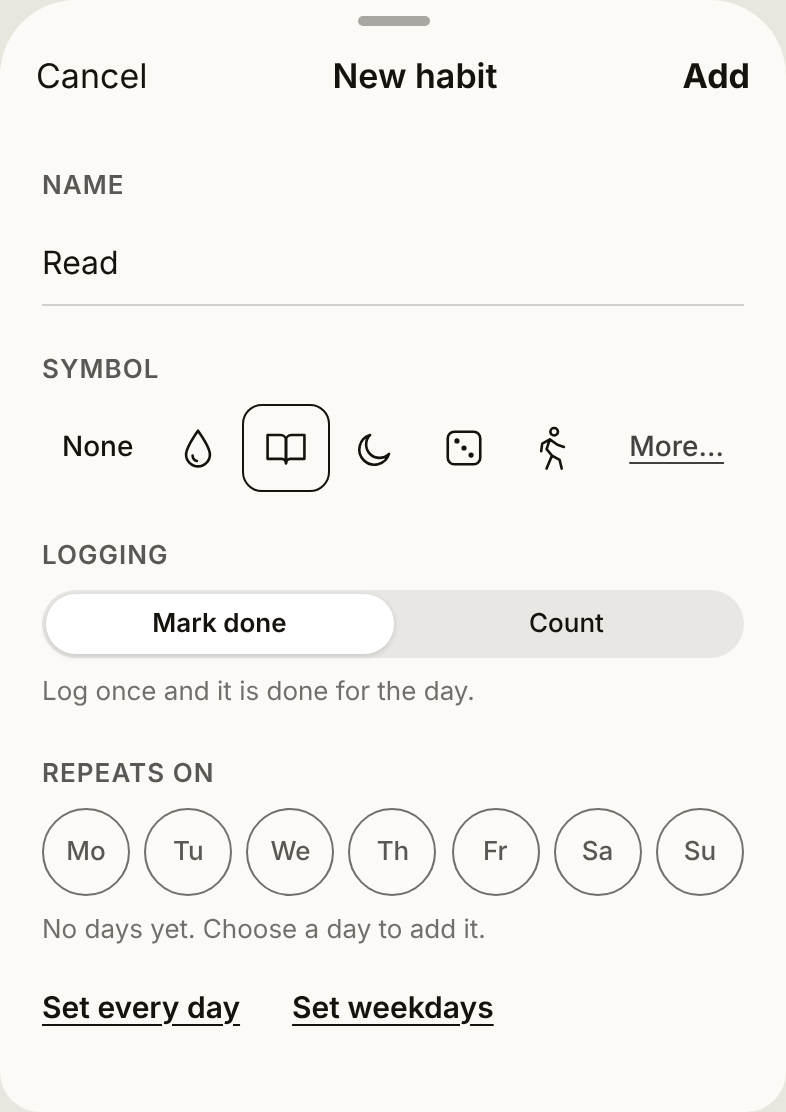 Cancel New habit Add
NAME
Read
SYMBOL
None More...
LOGGING
Mark done Count
Log once and it is done for the day.
REPEATS ON
Mo Tu We Th Fr Sa Su
No days yet. Choose a day to add it.
Set every day Set weekdays